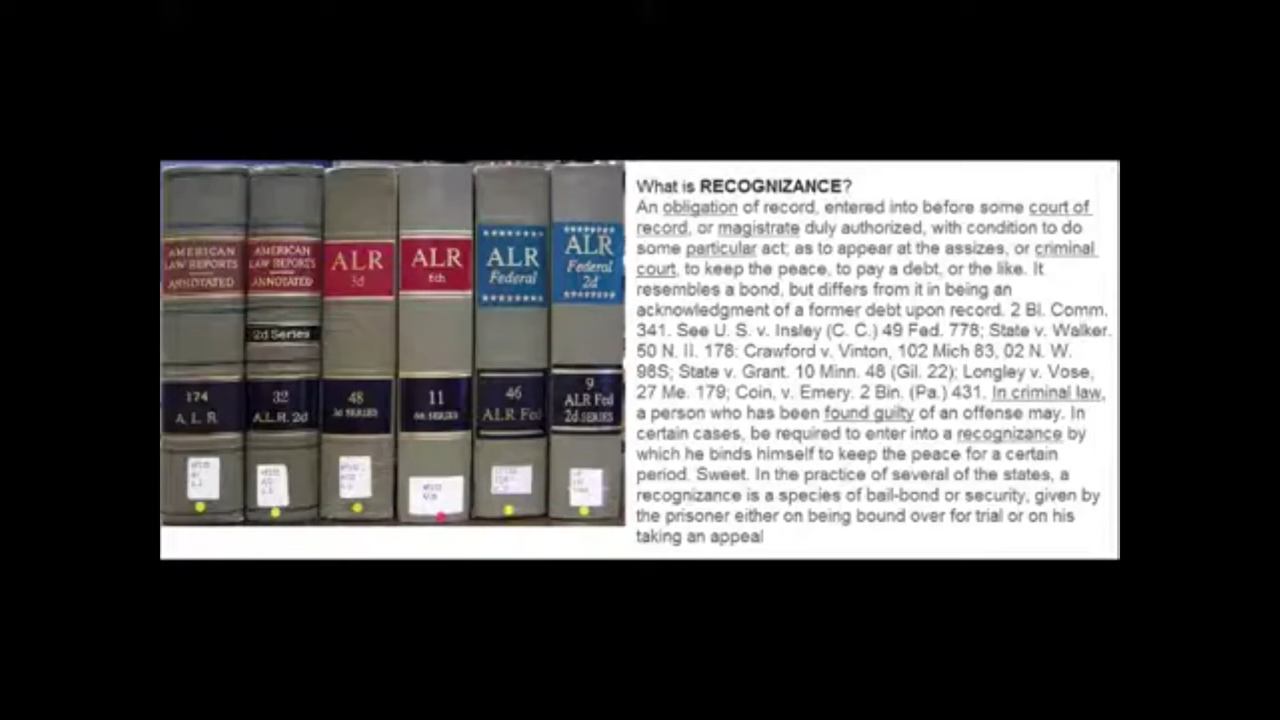 AMERICAN
LAW REPORTS
ANNOTATED
174
A.L.R.
AMERICAN
LAW REPORTS
ANNOTATED
2d Series
32
A.L.R. 2d
ALR
3d
48
3d SERIES
ALR
6th
11
6th SERIES
ALR
Federal
46
ALR Fed
ALR
Federal
2d
9
ALR Fed
2d SERIES
What is RECOGNIZANCE?
An obligation of record, entered into before some court of
record, or magistrate duly authorized, with condition to do
some particular act; as to appear at the assizes, or criminal
court, to keep the peace, to pay a debt, or the like. It
resembles a bond, but differs from it in being an
acknowledgment of a former debt upon record. 2 Bl. Comm.
341. See U. S. v. Insley (C. C.) 49 Fed. 778; State v. Walker.
50 N. II. 178: Crawford v. Vinton, 102 Mich 83, 02 N. W.
98S; State v. Grant. 10 Minn. 48 (Gil. 22); Longley v. Vose,
27 Me. 179; Coin, v. Emery. 2 Bin. (Pa.) 431. In criminal law,
a person who has been found guilty of an offense may. In
certain cases, be required to enter into a recognizance by
which he binds himself to keep the peace for a certain
period. Sweet. In the practice of several of the states, a
recognizance is a species of bail-bond or security, given by
the prisoner either on being bound over for trial or on his
taking an appeal